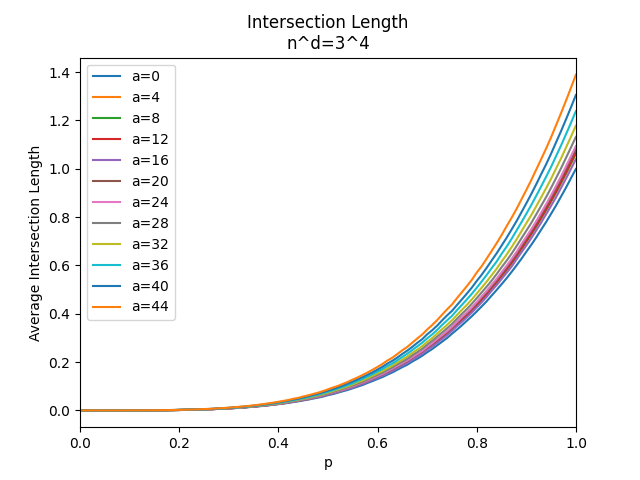 Intersection Length
n^d=3^4
Average Intersection Length
1.4
1.2
1.0
0.8
0.6
0.4
0.2
0.0
a=0
a=4
a=8
a=12
a=16
a=20
a=24
a=28
a=32
a=36
a=40
a=44
0.0 0.2 0.4 0.6 0.8 1.0
p